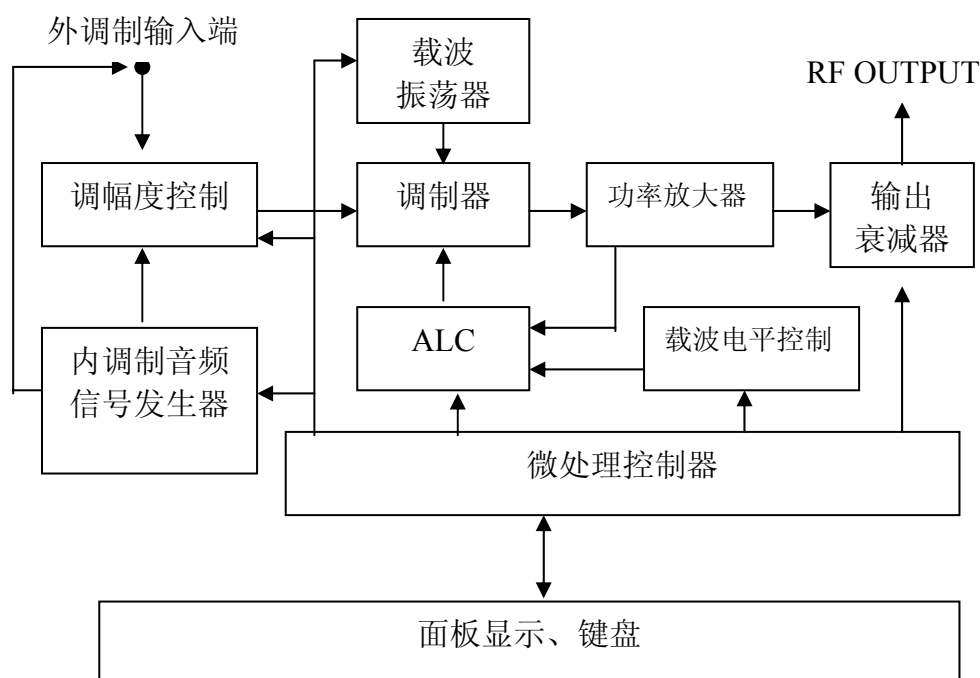 外调制输入端
载波
振荡器
RF OUTPUT
调幅度控制
调制器
功率放大器
输出
衰减器
ALC
载波电平控制
内调制音频
信号发生器
微处理控制器
面板显示、键盘